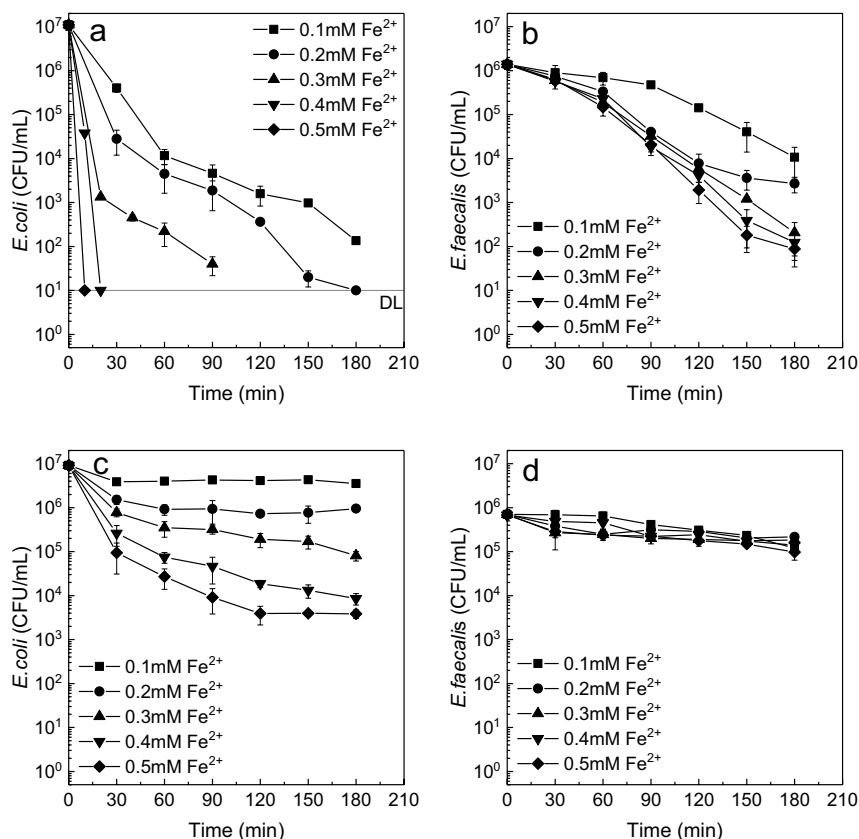 a
0.1mM Fe²⁺
0.2mM Fe²⁺
0.3mM Fe²⁺
0.4mM Fe²⁺
0.5mM Fe²⁺
10⁷
10⁶
10⁵
10⁴
10³
10²
10¹
10⁰
E.coli (CFU/mL)
DL
0 30 60 90 120 150 180 210
Time (min)
b
10⁷
10⁶
10⁵
10⁴
10³
10²
10¹
10⁰
E.faecalis (CFU/mL)
0.1mM Fe²⁺
0.2mM Fe²⁺
0.3mM Fe²⁺
0.4mM Fe²⁺
0.5mM Fe²⁺
0 30 60 90 120 150 180 210
Time (min)
c
10⁷
10⁶
10⁵
10⁴
10³
10²
10¹
10⁰
E.coli (CFU/mL)
0.1mM Fe²⁺
0.2mM Fe²⁺
0.3mM Fe²⁺
0.4mM Fe²⁺
0.5mM Fe²⁺
0 30 60 90 120 150 180 210
Time (min)
d
10⁷
10⁶
10⁵
10⁴
10³
10²
10¹
10⁰
E.faecalis (CFU/mL)
0.1mM Fe²⁺
0.2mM Fe²⁺
0.3mM Fe²⁺
0.4mM Fe²⁺
0.5mM Fe²⁺
0 30 60 90 120 150 180 210
Time (min)